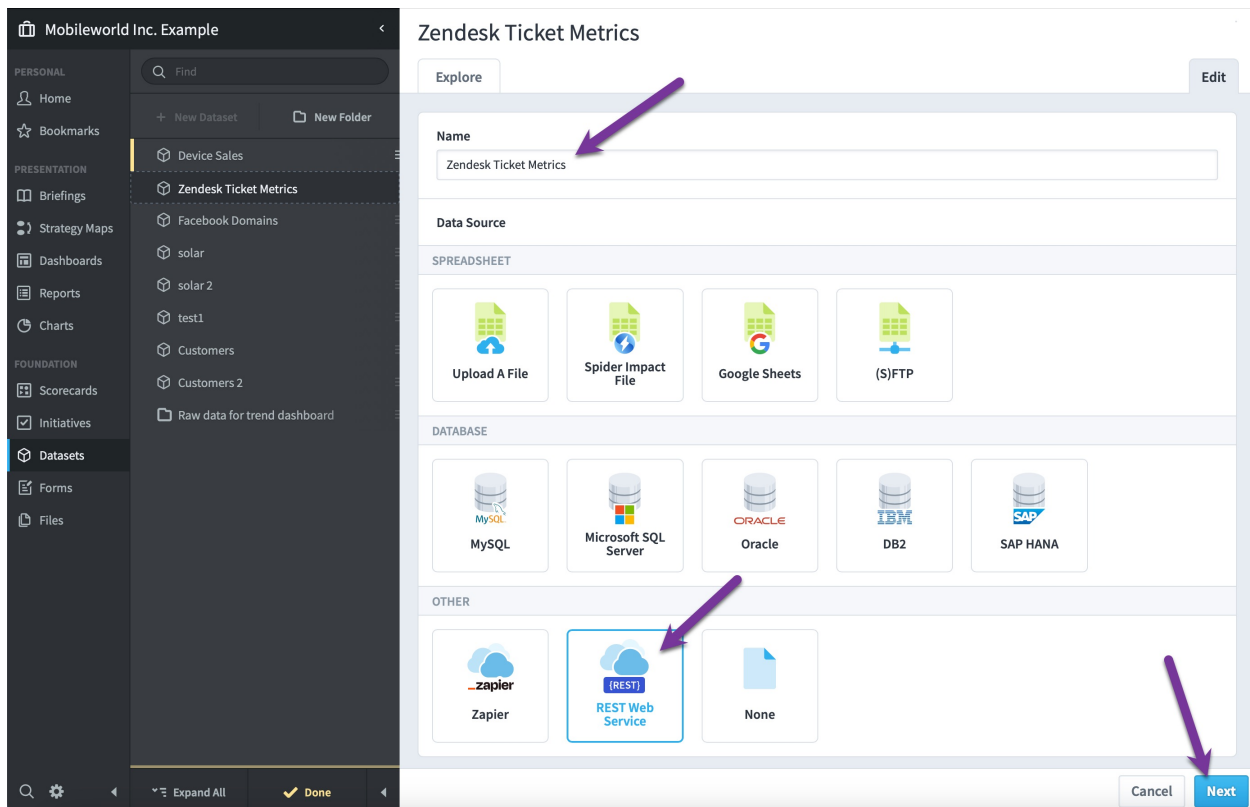 Mobileworld Inc. Example
PERSONAL
Home
Bookmarks
PRESENTATION
Briefings
Strategy Maps
Dashboards
Reports
Charts
FOUNDATION
Scorecards
Initiatives
Datasets
Forms
Files
Find
+ New Dataset
New Folder
Device Sales
Zendesk Ticket Metrics
Facebook Domains
solar
solar 2
test1
Customers
Customers 2
Raw data for trend dashboard
Expand All
Done
Zendesk Ticket Metrics
Explore
Edit
Name
Zendesk Ticket Metrics
Data Source
SPREADSHEET
Upload A File
Spider Impact
File
Google Sheets
(S)FTP
DATABASE
MySQL
MySQL
Microsoft SQL
Server
ORACLE
Oracle
IBM
DB2
SAP
SAP HANA
OTHER
_zapier
Zapier
{REST}
REST Web
Service
None
Cancel
Next